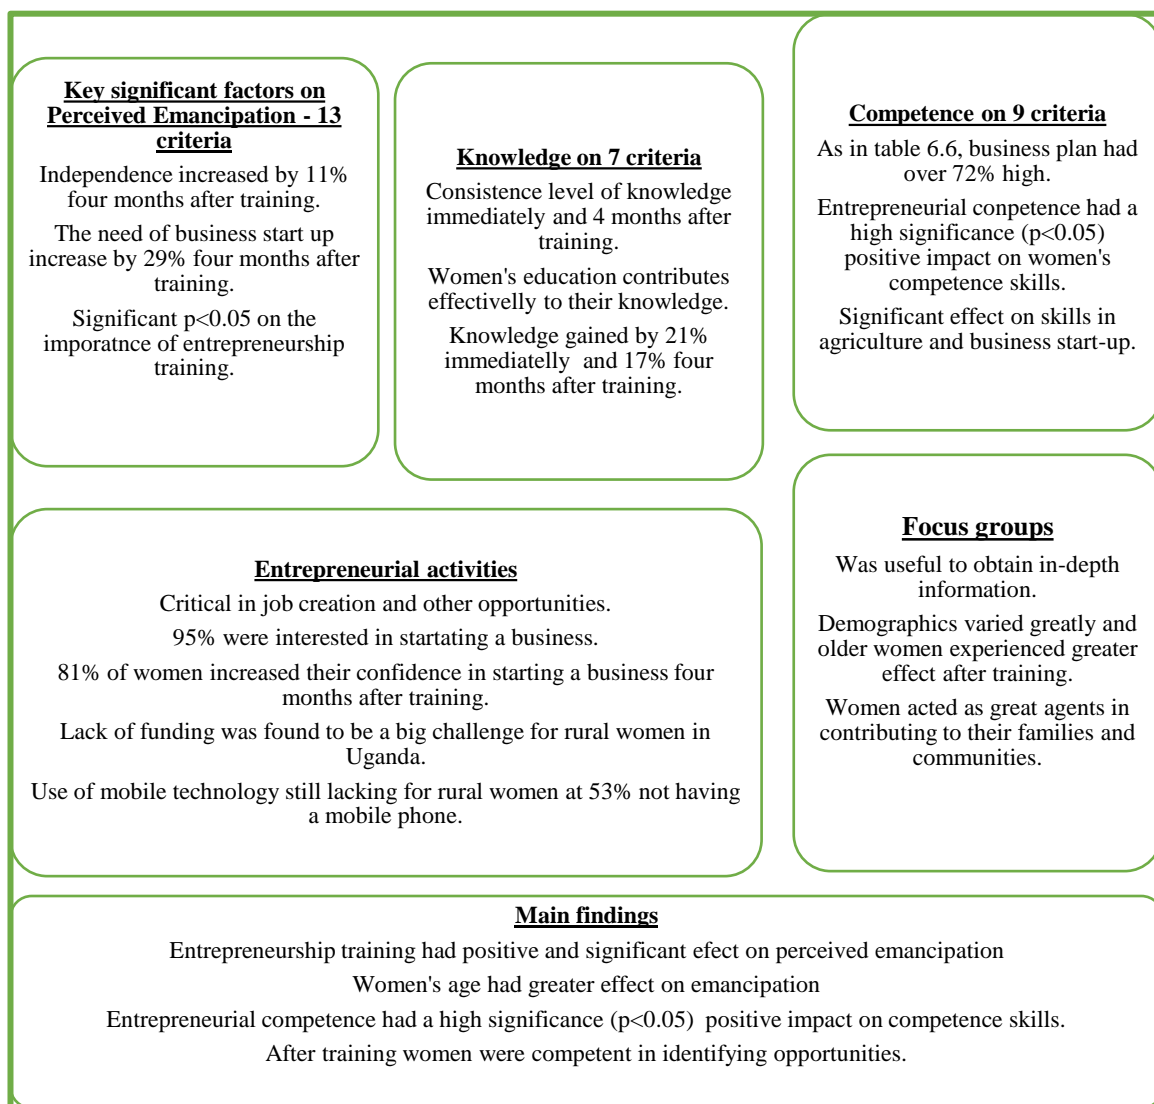 Key significant factors on
Perceived Emancipation - 13
criteria
Independence increased by 11%
four months after training.
The need of business start up
increase by 29% four months after
training.
Significant p<0.05 on the
imporatnce of entrepreneurship
training.
Knowledge on 7 criteria
Consistence level of knowledge
immediately and 4 months after
training.
Women's education contributes
effectivelly to their knowledge.
Knowledge gained by 21%
immediatelly and 17% four
months after training.
Competence on 9 criteria
As in table 6.6, business plan had
over 72% high.
Entrepreneurial conpetence had a
high significance (p<0.05)
positive impact on women's
competence skills.
Significant effect on skills in
agriculture and business start-up.
Entrepreneurial activities
Critical in job creation and other opportunities.
95% were interested in startating a business.
81% of women increased their confidence in starting a business four
months after training.
Lack of funding was found to be a big challenge for rural women in
Uganda.
Use of mobile technology still lacking for rural women at 53% not having
a mobile phone.
Focus groups
Was useful to obtain in-depth
information.
Demographics varied greatly and
older women experienced greater
effect after training.
Women acted as great agents in
contributing to their families and
communities.
Main findings
Entrepreneurship training had positive and significant efect on perceived emancipation
Women's age had greater effect on emancipation
Entrepreneurial competence had a high significance (p<0.05) positive impact on competence skills.
After training women were competent in identifying opportunities.